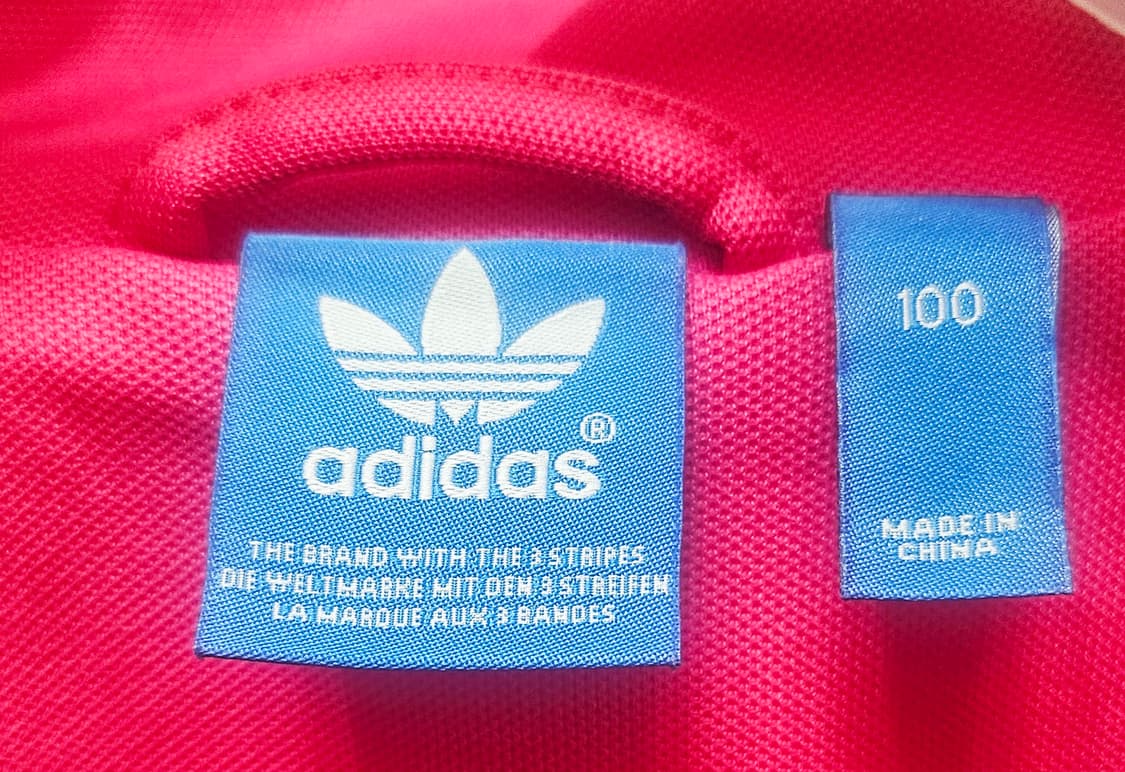 adidas®
THE BRAND WITH THE 3 STRIPES
DIE WELTMARKE MIT DEN 3 STREIFEN
LA MARQUE AUX 3 BANDES
100
MADE IN
CHINA